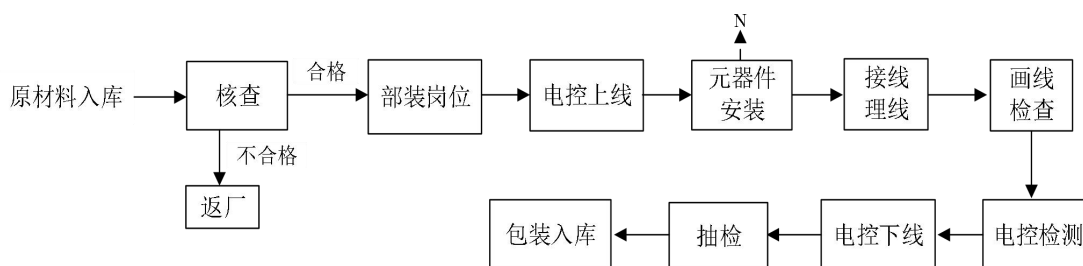 N
原材料入库
核查
合格
部装岗位
电控上线
元器件
安装
接线
理线
画线
检查
不合格
返厂
包装入库
抽检
电控下线
电控检测